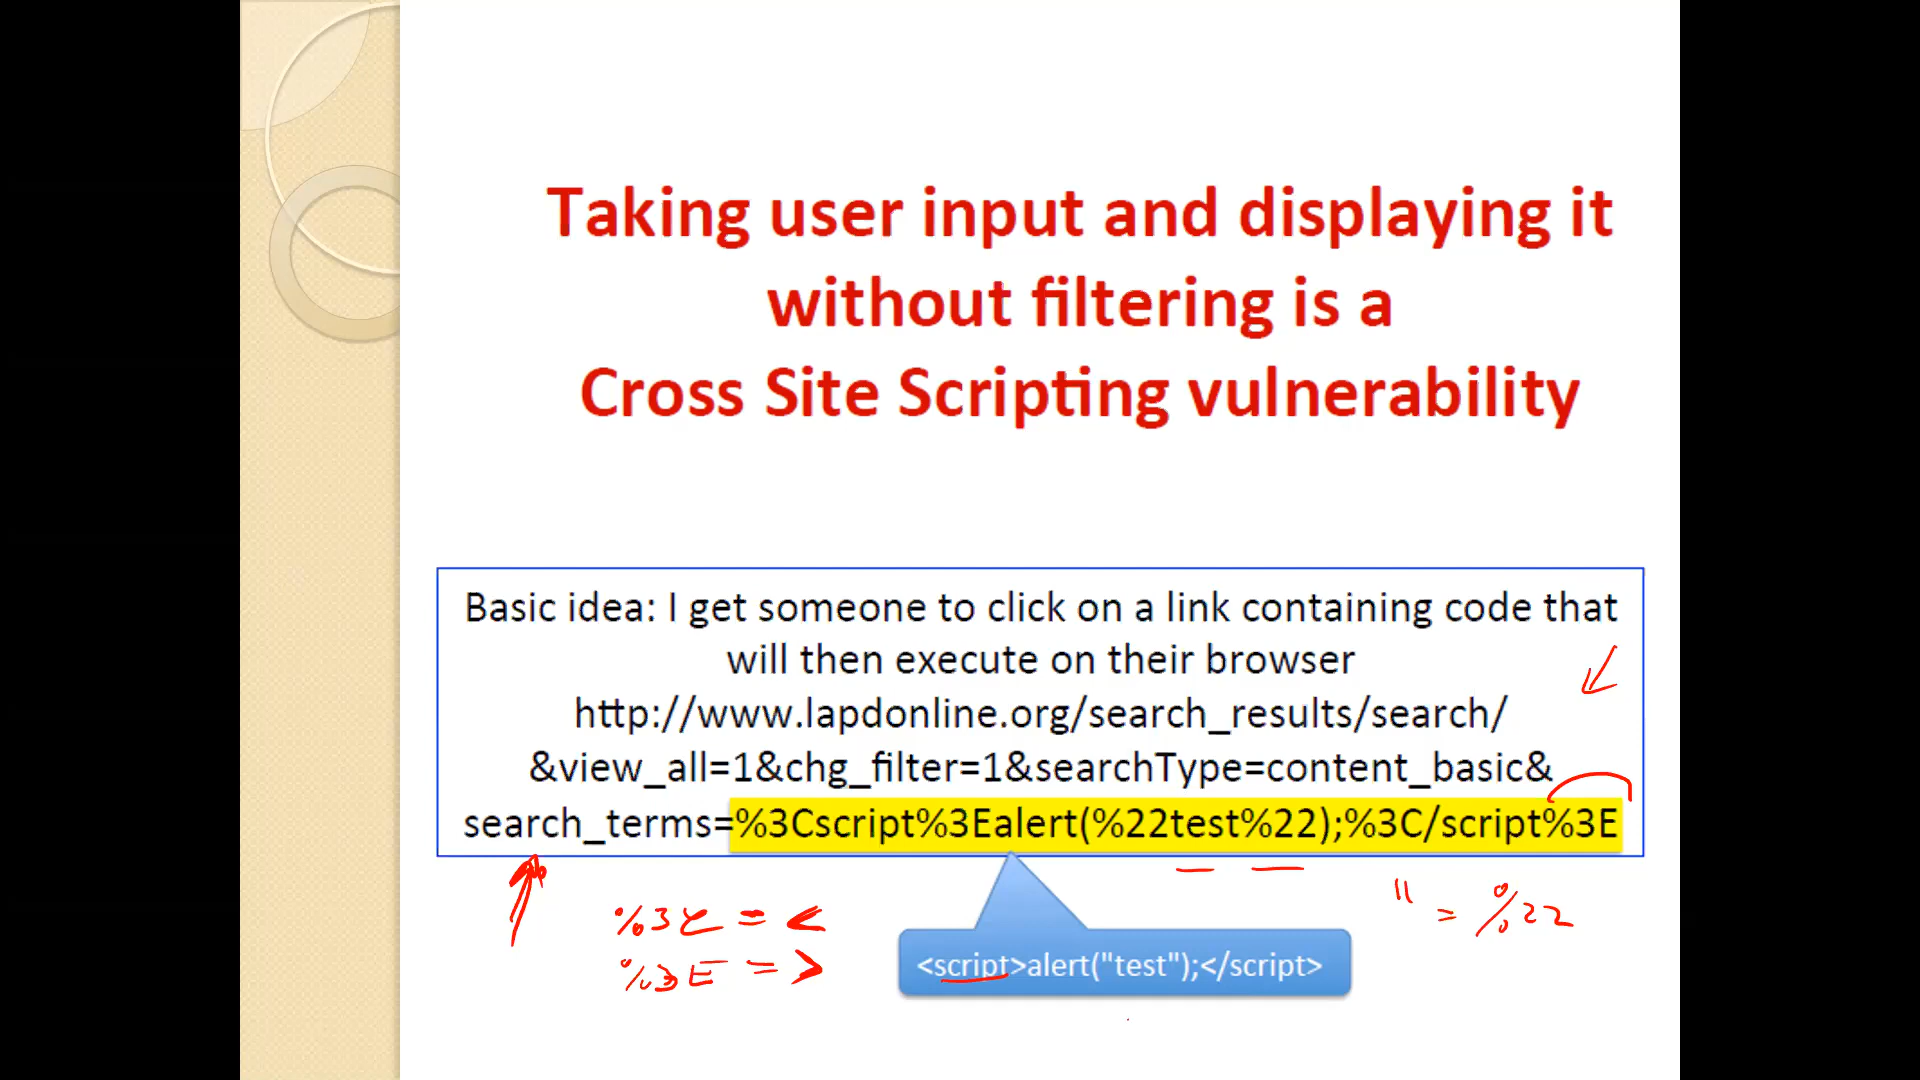 Taking user input and displaying it
without filtering is a
Cross Site Scripting vulnerability
Basic idea: I get someone to click on a link containing code that
will then execute on their browser
http://www.lapdonline.org/search_results/search/
&view_all=1&chg_filter=1&searchType=content_basic&
search_terms=%3Cscript%3Ealert(%22test%22);%3C/script%3E
%3C = <
" = %22
%3E = >
<script>alert("test");</script>